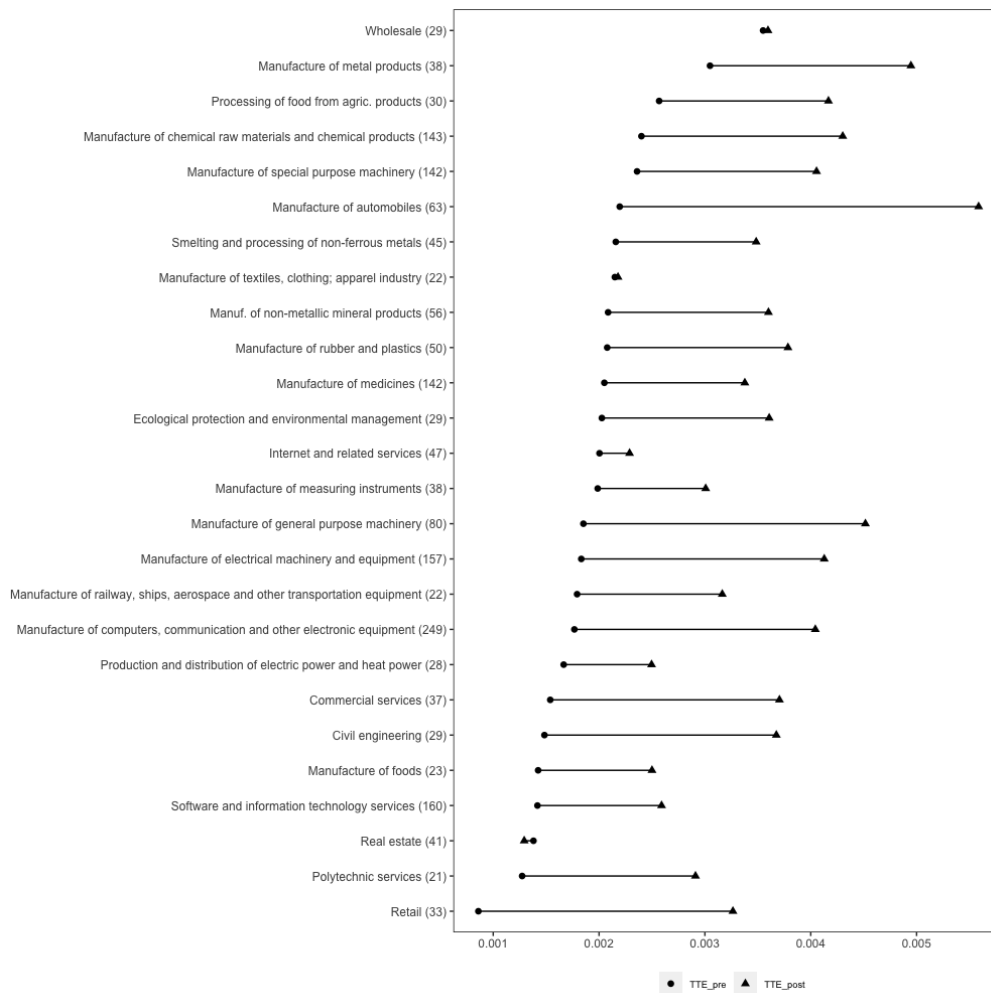 Wholesale (29)
Manufacture of metal products (38)
Processing of food from agric. products (30)
Manufacture of chemical raw materials and chemical products (143)
Manufacture of special purpose machinery (142)
Manufacture of automobiles (63)
Smelting and processing of non-ferrous metals (45)
Manufacture of textiles, clothing; apparel industry (22)
Manuf. of non-metallic mineral products (56)
Manufacture of rubber and plastics (50)
Manufacture of medicines (142)
Ecological protection and environmental management (29)
Internet and related services (47)
Manufacture of measuring instruments (38)
Manufacture of general purpose machinery (80)
Manufacture of electrical machinery and equipment (157)
Manufacture of railway, ships, aerospace and other transportation equipment (22)
Manufacture of computers, communication and other electronic equipment (249)
Production and distribution of electric power and heat power (28)
Commercial services (37)
Civil engineering (29)
Manufacture of foods (23)
Software and information technology services (160)
Real estate (41)
Polytechnic services (21)
Retail (33)
0.001 0.002 0.003 0.004 0.005
TTE_pre TTE_post